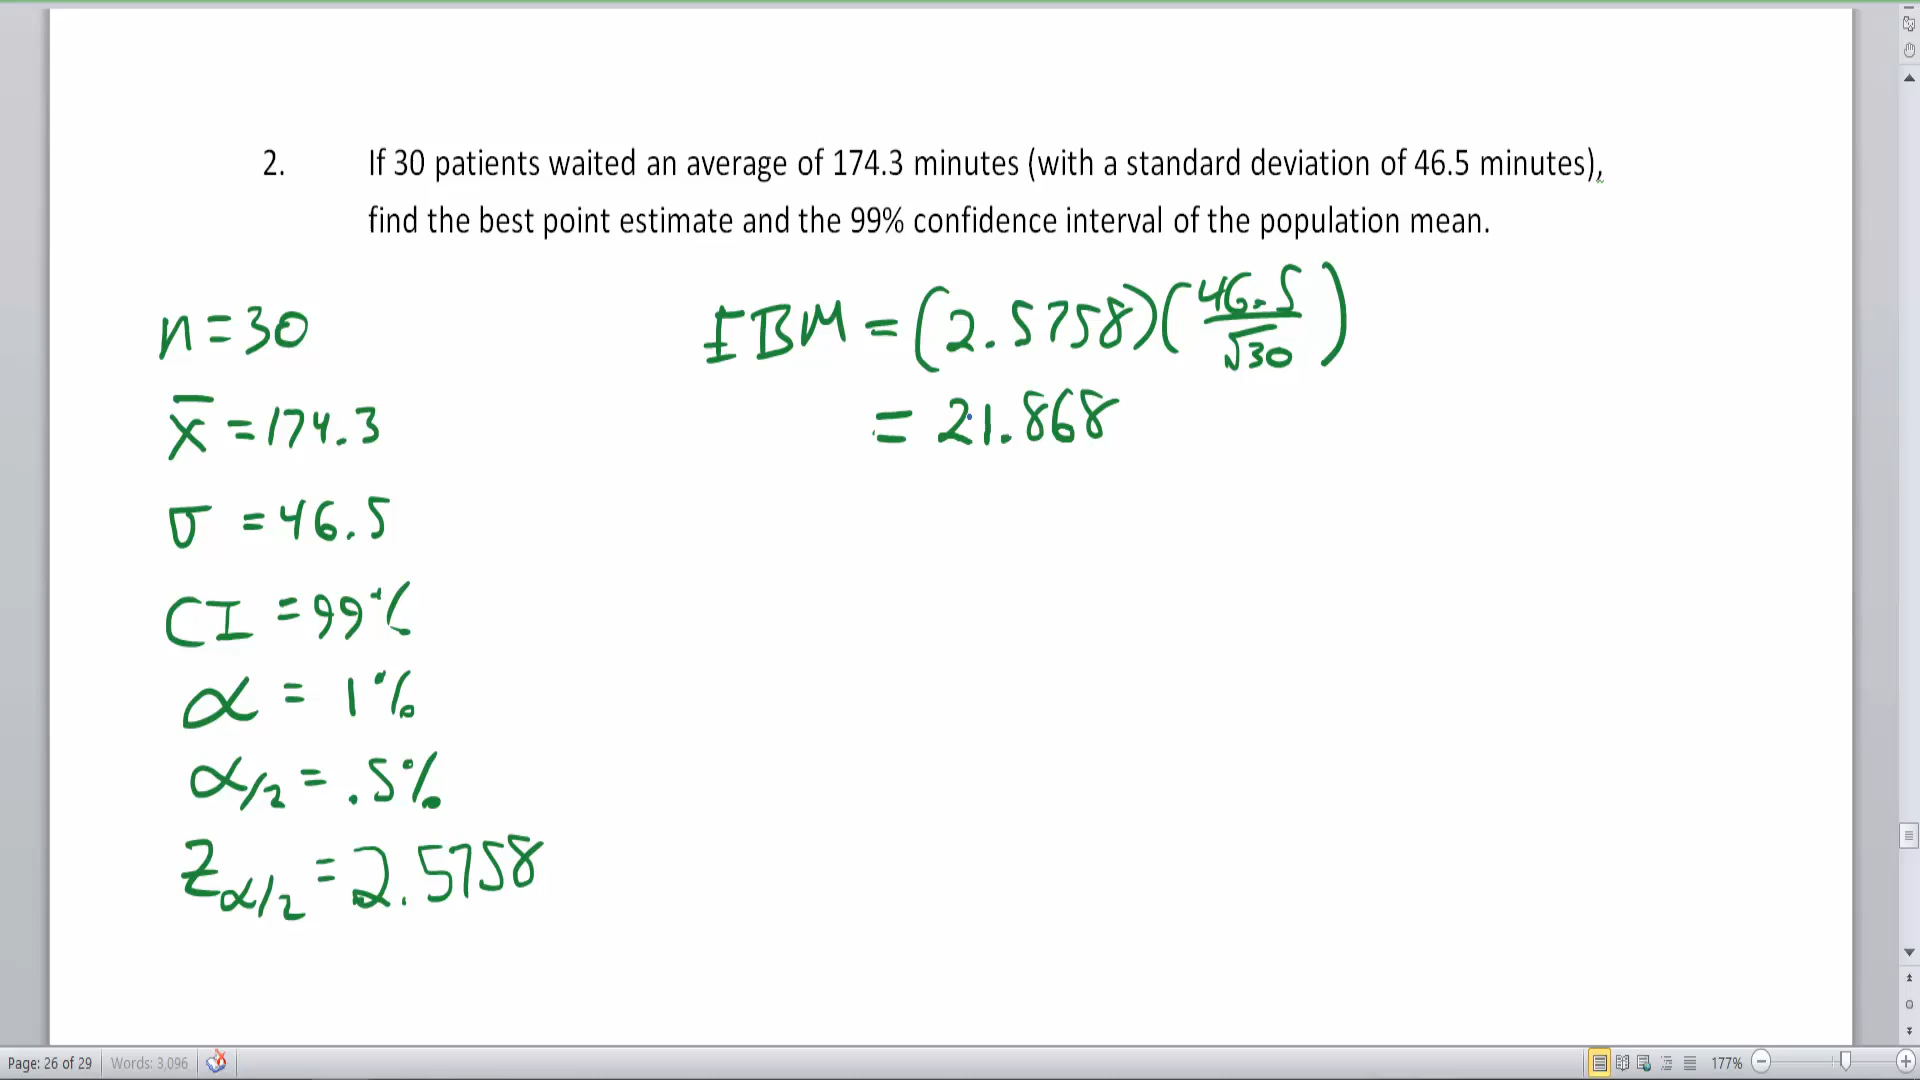 2. If 30 patients waited an average of 174.3 minutes (with a standard deviation of 46.5 minutes),
find the best point estimate and the 99% confidence interval of the population mean.
n = 30
x̅ = 174.3
σ = 46.5
CI = 99%
α = 1%
α/2 = .5%
Zα/2 = 2.5758
EBM = (2.5758)(46.5/√30)
= 21.868
Page: 26 of 29 Words: 3,096 177%